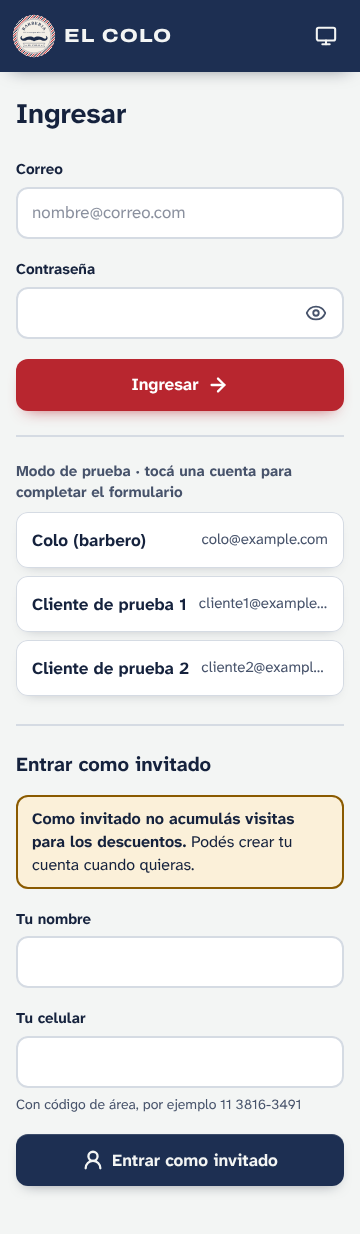 BARBERÍA
EL COLO
Ingresar
Correo
nombre@correo.com
Contraseña
Ingresar
Modo de prueba · tocá una cuenta para
completar el formulario
Colo (barbero) colo@example.com
Cliente de prueba 1 cliente1@example...
Cliente de prueba 2 cliente2@exampl...
Entrar como invitado
Como invitado no acumulás visitas
para los descuentos. Podés crear tu
cuenta cuando quieras.
Tu nombre
Tu celular
Con código de área, por ejemplo 11 3816-3491
Entrar como invitado